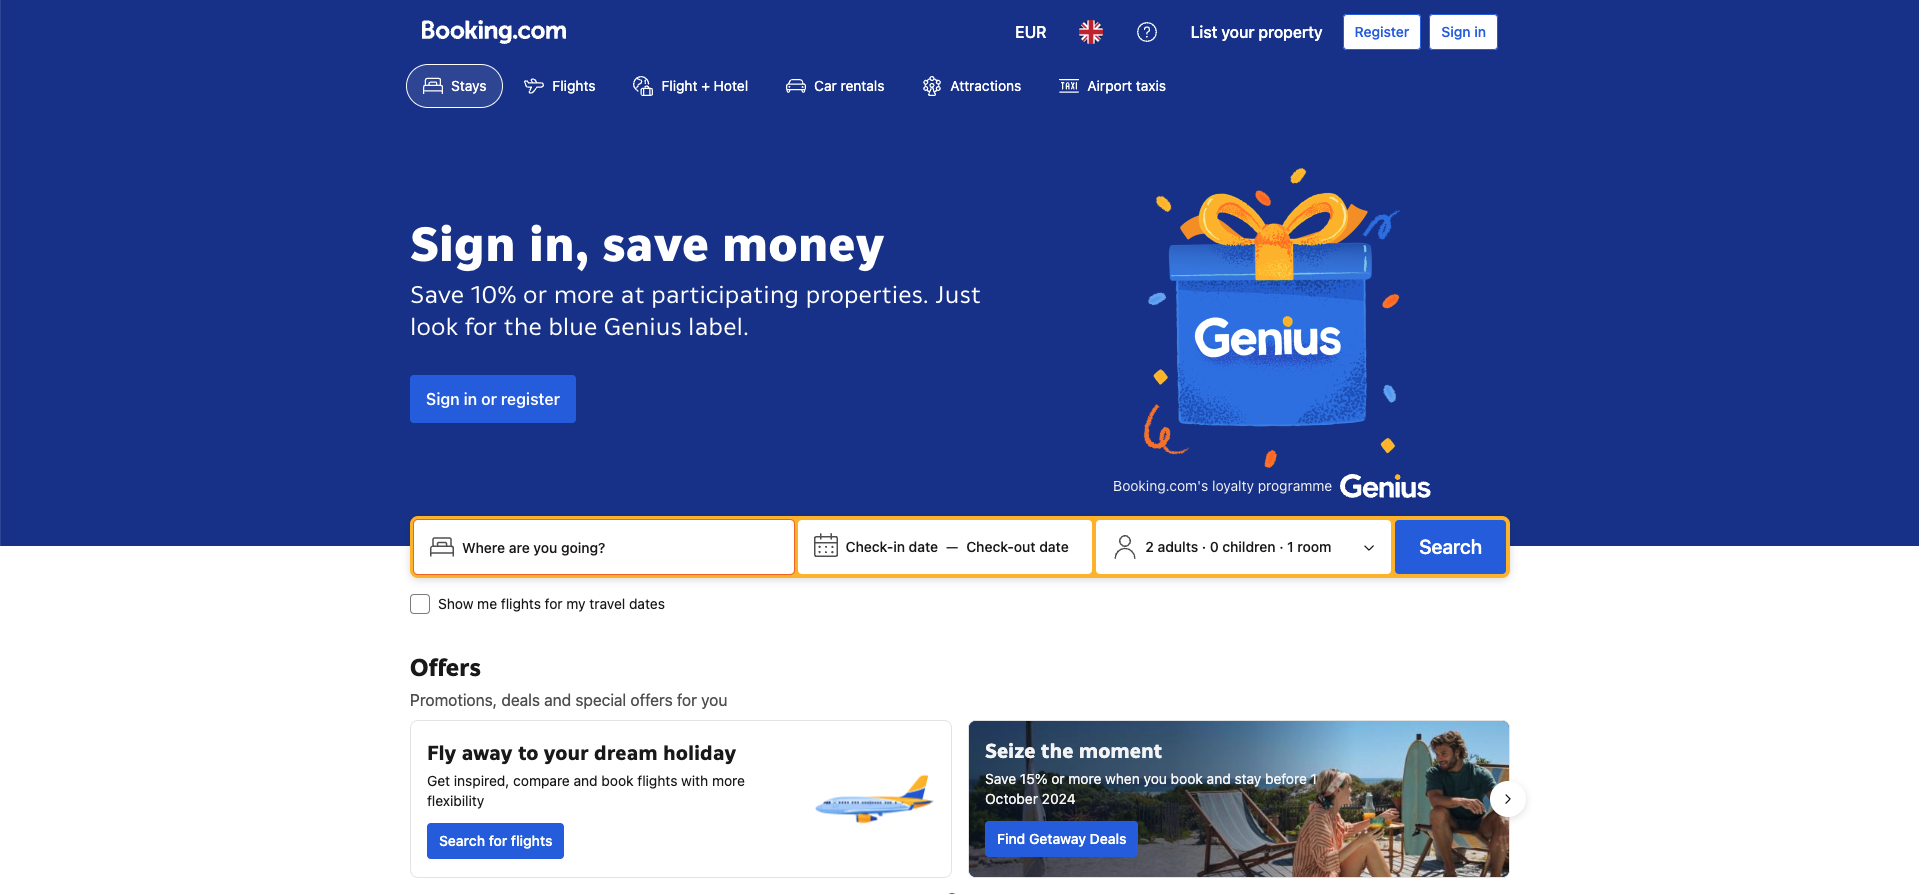 Booking.com
EUR
List your property
Register
Sign in
Stays
Flights
Flight + Hotel
Car rentals
Attractions
TAXI
Airport taxis
Sign in, save money
Save 10% or more at participating properties. Just
look for the blue Genius label.
Sign in or register
Genius
Booking.com's loyalty programme Genius
Where are you going?
Check-in date — Check-out date
2 adults · 0 children · 1 room
Search
Show me flights for my travel dates
Offers
Promotions, deals and special offers for you
Fly away to your dream holiday
Get inspired, compare and book flights with more
flexibility
Search for flights
Seize the moment
Save 15% or more when you book and stay before 1
October 2024
Find Getaway Deals